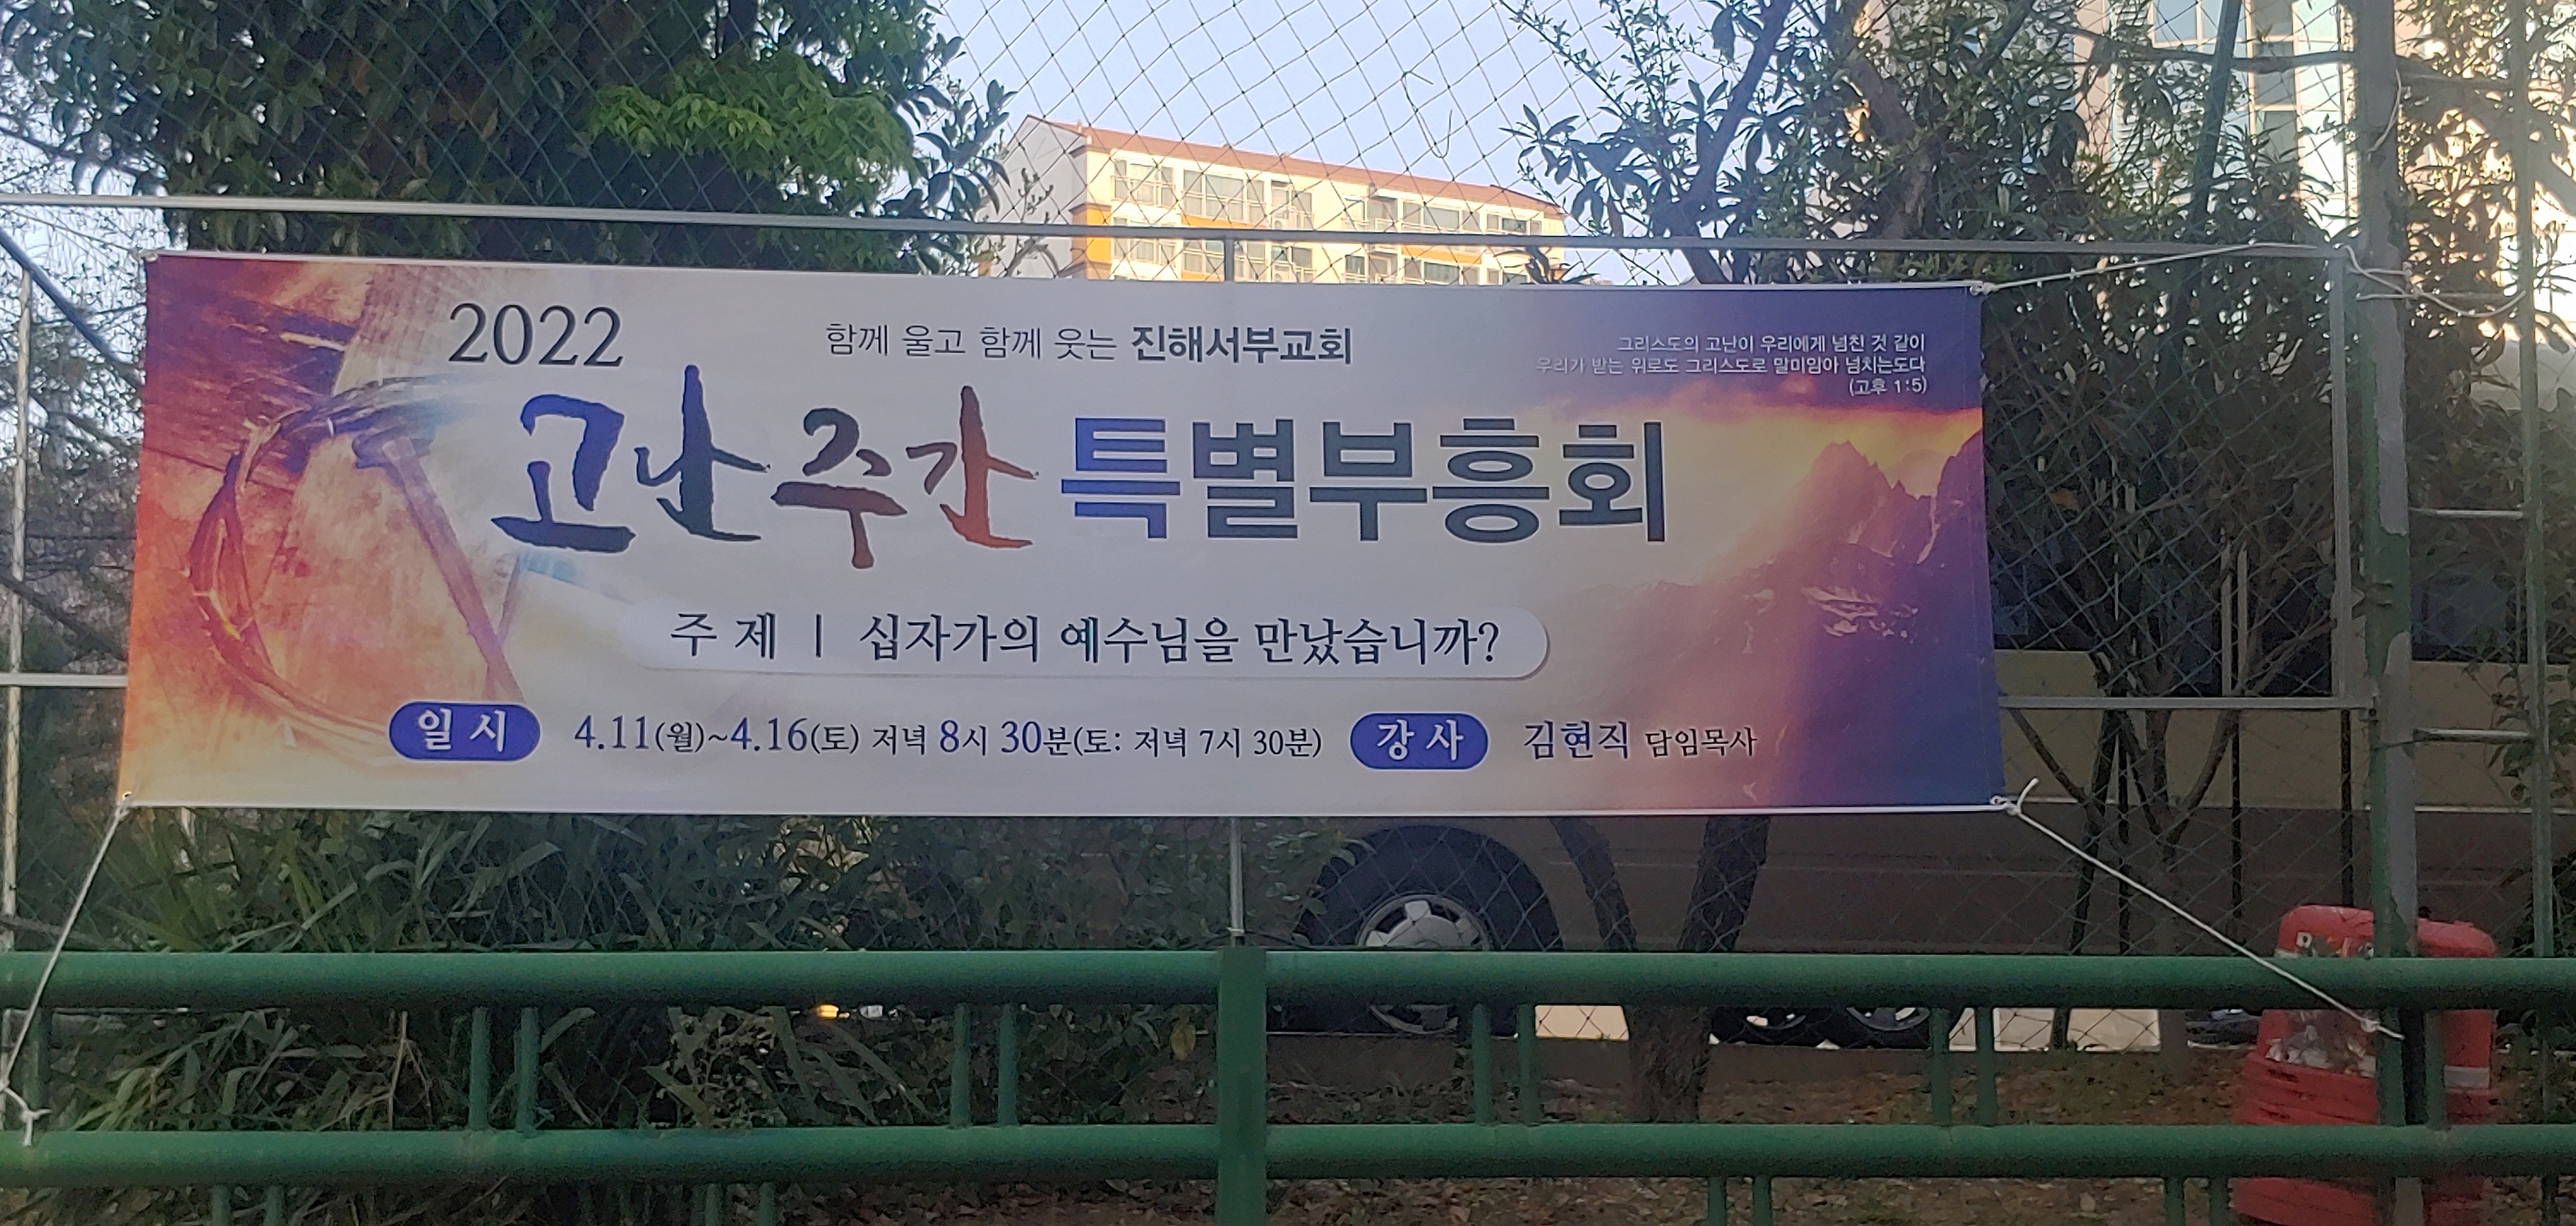 2022
함께 울고 함께 웃는 진해서부교회
그리스도의 고난이 우리에게 넘친 것 같이
우리가 받는 위로도 그리스도로 말미암아 넘치는도다
(고후 1:5)
고난주간 특별부흥회
주 제 ㅣ 십자가의 예수님을 만났습니까?
일 시 4.11(월)~4.16(토) 저녁 8시 30분(토: 저녁 7시 30분) 강 사 김현직 담임목사